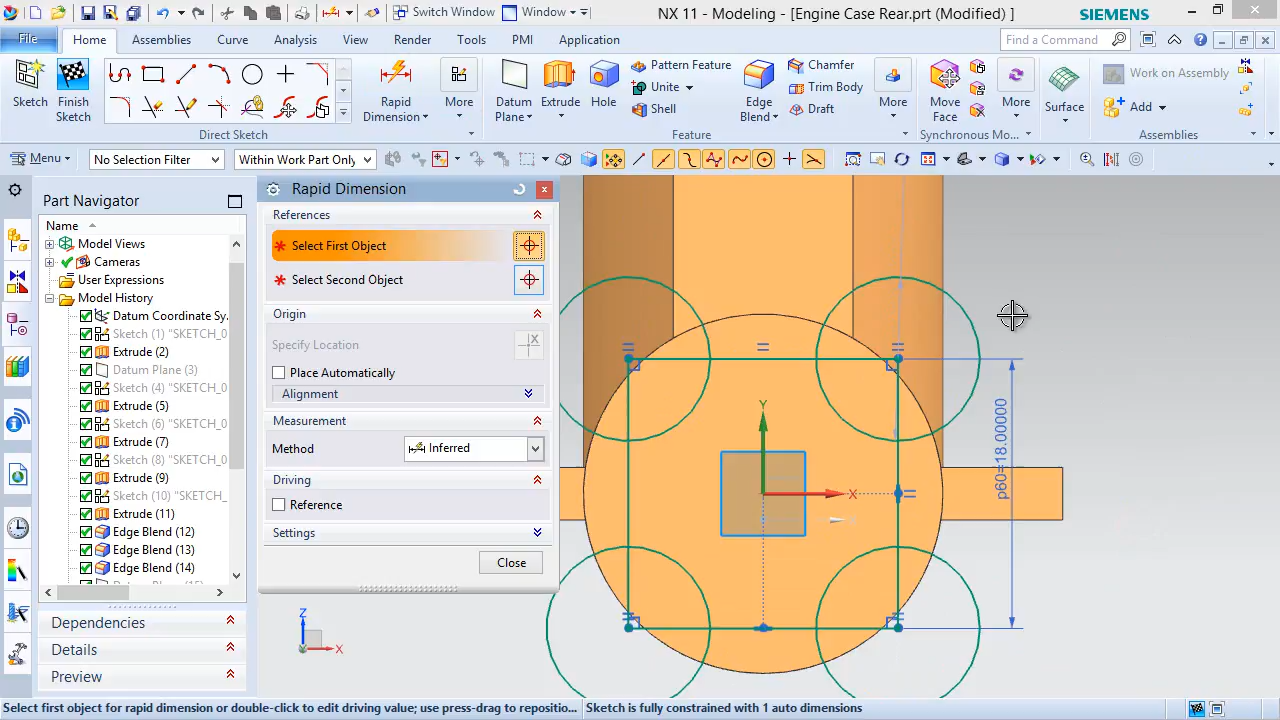 Switch Window
Window
NX 11 - Modeling - [Engine Case Rear.prt (Modified) ]
SIEMENS
File
Home
Assemblies
Curve
Analysis
View
Render
Tools
PMI
Application
Find a Command
Sketch
Finish
Sketch
Rapid
Dimension
More
Direct Sketch
Datum
Plane
Extrude
Hole
Pattern Feature
Unite
Shell
Edge
Blend
Chamfer
Trim Body
Draft
More
Feature
Move
Face
More
Synchronous Mo...
Surface
Work on Assembly
Add
Assemblies
Menu
No Selection Filter
Within Work Part Only
Part Navigator
Name
Model Views
Cameras
User Expressions
Model History
Datum Coordinate Sy.
Sketch (1) "SKETCH_0
Extrude (2)
Datum Plane (3)
Sketch (4) "SKETCH_0
Extrude (5)
Sketch (6) "SKETCH_0
Extrude (7)
Sketch (8) "SKETCH_0
Extrude (9)
Sketch (10) "SKETCH_
Extrude (11)
Edge Blend (12)
Edge Blend (13)
Edge Blend (14)
Dependencies
Details
Preview
Rapid Dimension
References
Select First Object
Select Second Object
Origin
Specify Location
Place Automatically
Alignment
Measurement
Method
Inferred
Driving
Reference
Settings
Close
Y
X
p60=18.00000
Z
X
Select first object for rapid dimension or double-click to edit driving value; use press-drag to repositio...
Sketch is fully constrained with 1 auto dimensions